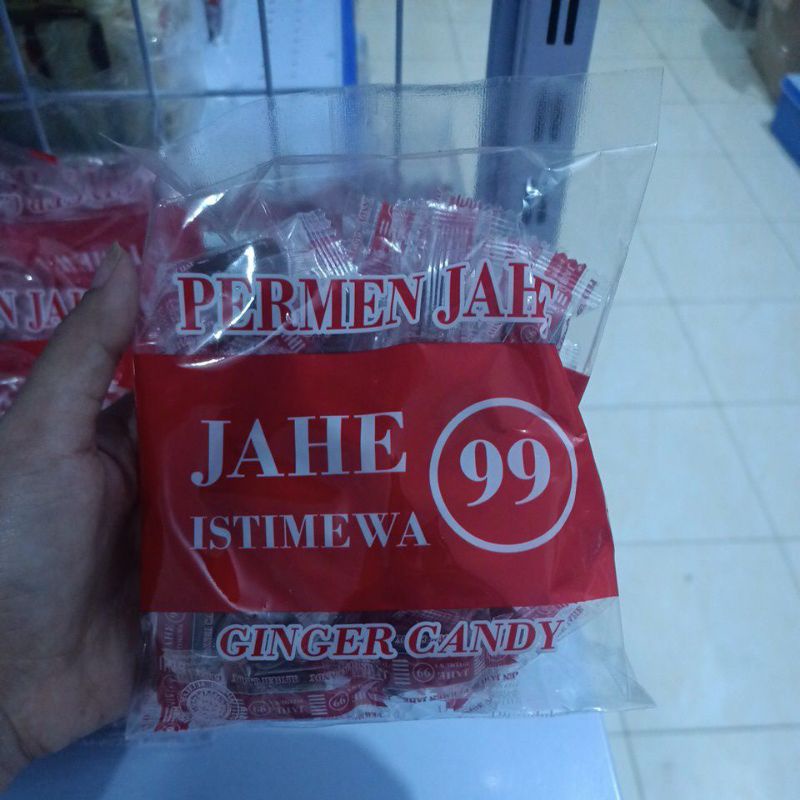 PERMEN JAHE
JAHE
ISTIMEWA
99
GINGER CANDY